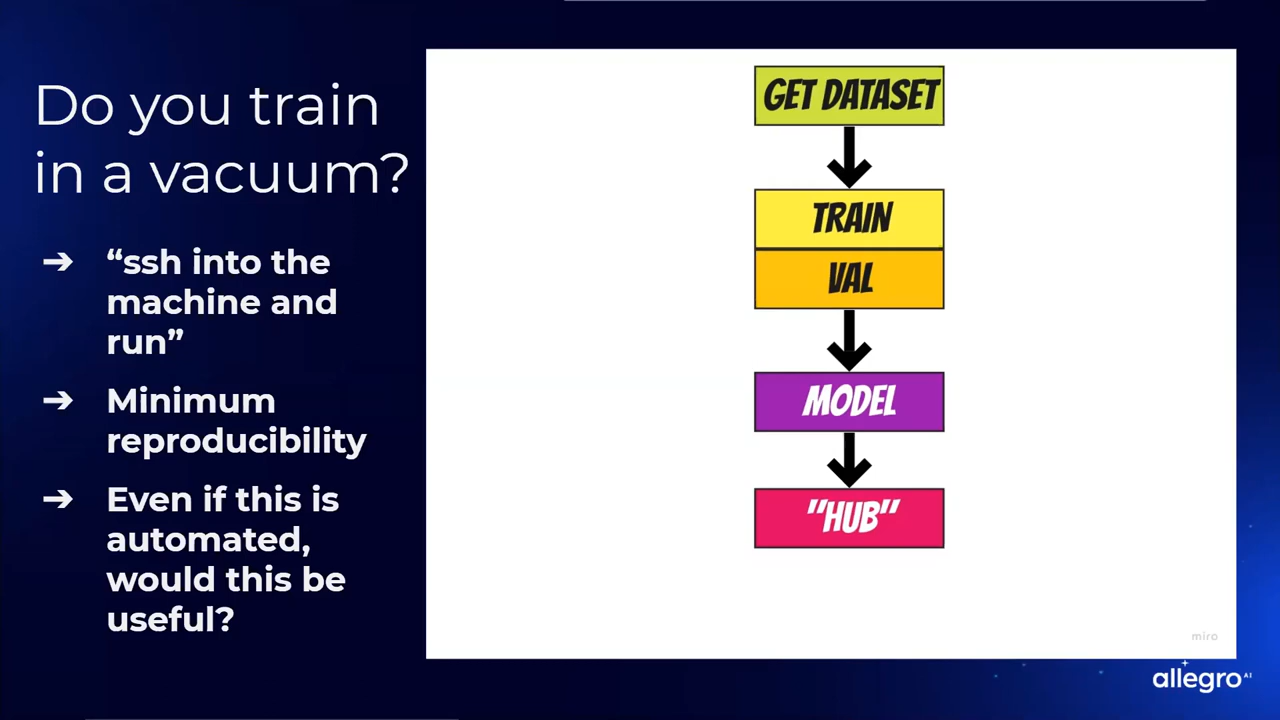 Do you train
in a vacuum?
➔ “ssh into the
machine and
run”
➔ Minimum
reproducibility
➔ Even if this is
automated,
would this be
useful?
GET DATASET
TRAIN
VAL
MODEL
"HUB"
miro
allegro AI